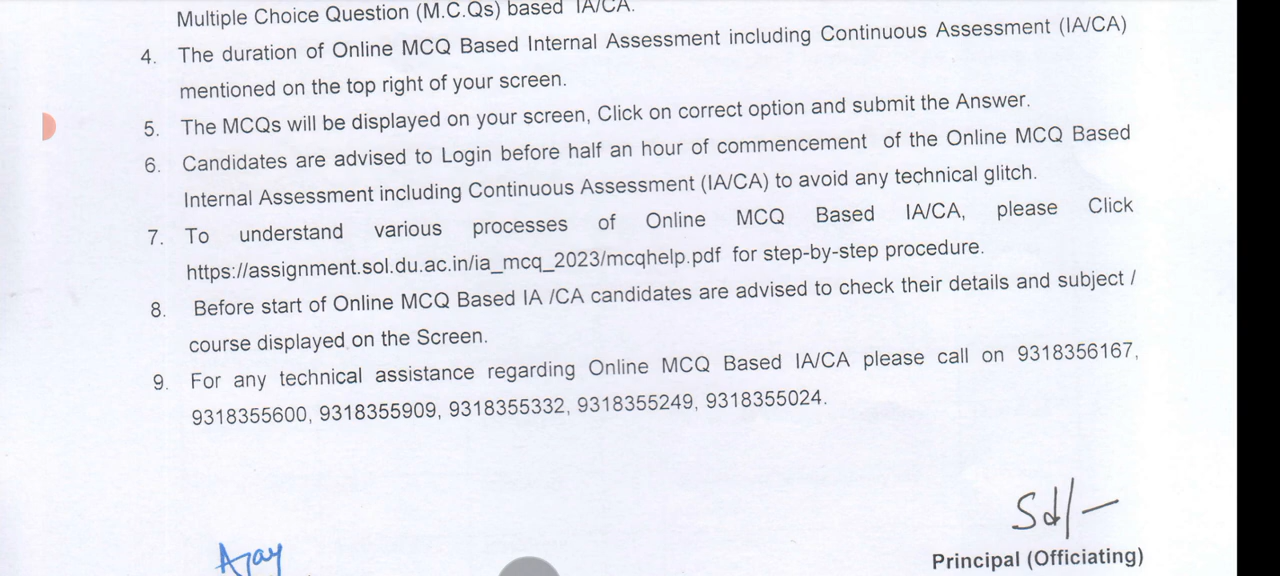 Multiple Choice Question (M.C.Qs) based IA/CA.
4. The duration of Online MCQ Based Internal Assessment including Continuous Assessment (IA/CA)
mentioned on the top right of your screen.
5. The MCQs will be displayed on your screen, Click on correct option and submit the Answer.
6. Candidates are advised to Login before half an hour of commencement of the Online MCQ Based
Internal Assessment including Continuous Assessment (IA/CA) to avoid any technical glitch.
7. To understand various processes of Online MCQ Based IA/CA, please Click
https://assignment.sol.du.ac.in/ia_mcq_2023/mcqhelp.pdf for step-by-step procedure.
8. Before start of Online MCQ Based IA /CA candidates are advised to check their details and subject /
course displayed on the Screen.
9. For any technical assistance regarding Online MCQ Based IA/CA please call on 9318356167,
9318355600, 9318355909, 9318355332, 9318355249, 9318355024.
Sd/-
Ajay
Principal (Officiating)